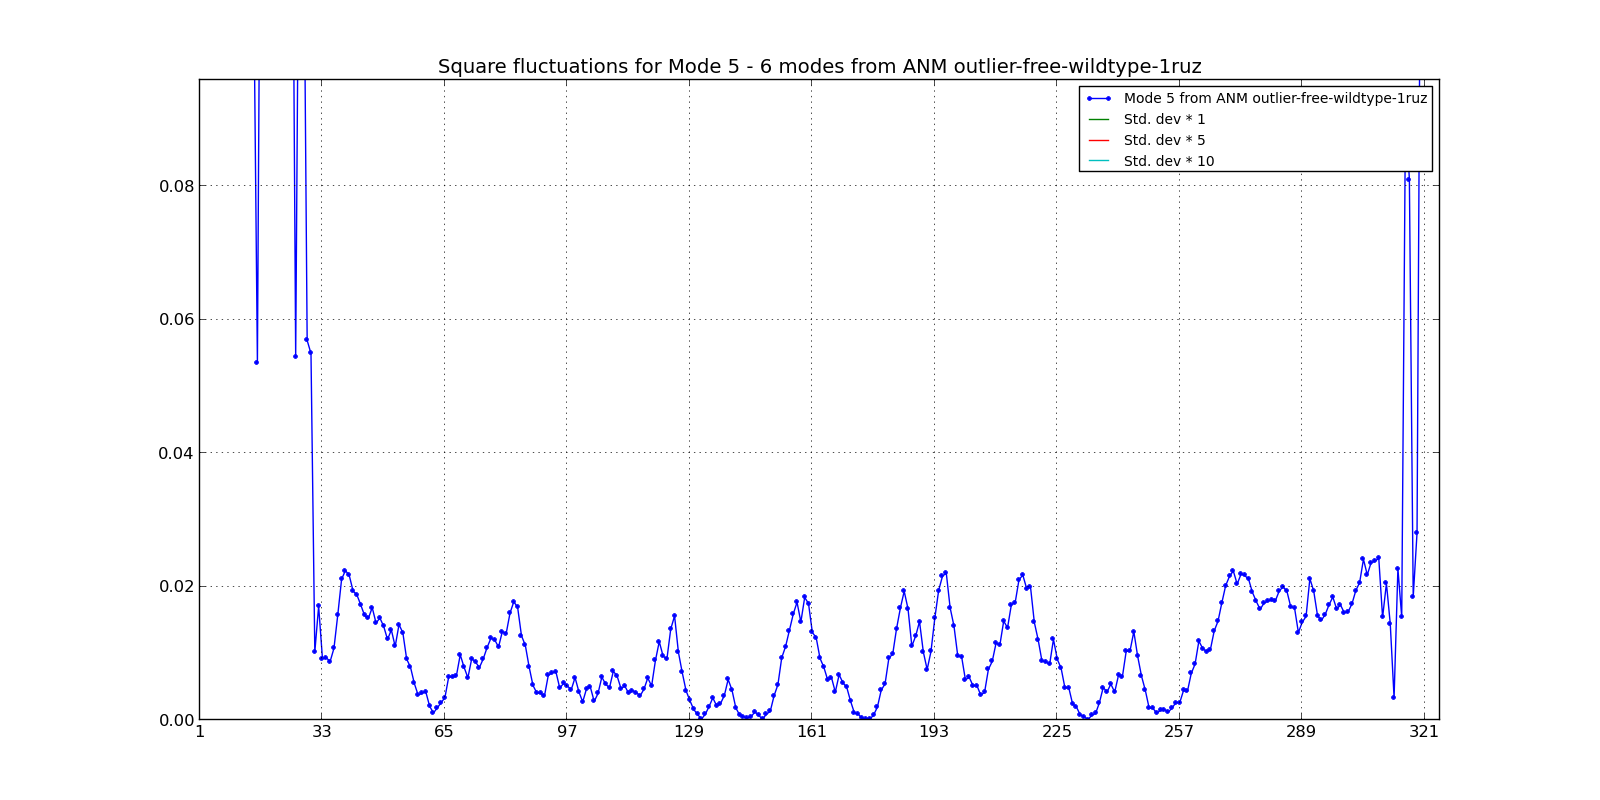 Square fluctuations for Mode 5 - 6 modes from ANM outlier-free-wildtype-1ruz
Mode 5 from ANM outlier-free-wildtype-1ruz
Std. dev * 1
Std. dev * 5
Std. dev * 10
0.08
0.06
0.04
0.02
0.00
1 33 65 97 129 161 193 225 257 289 321